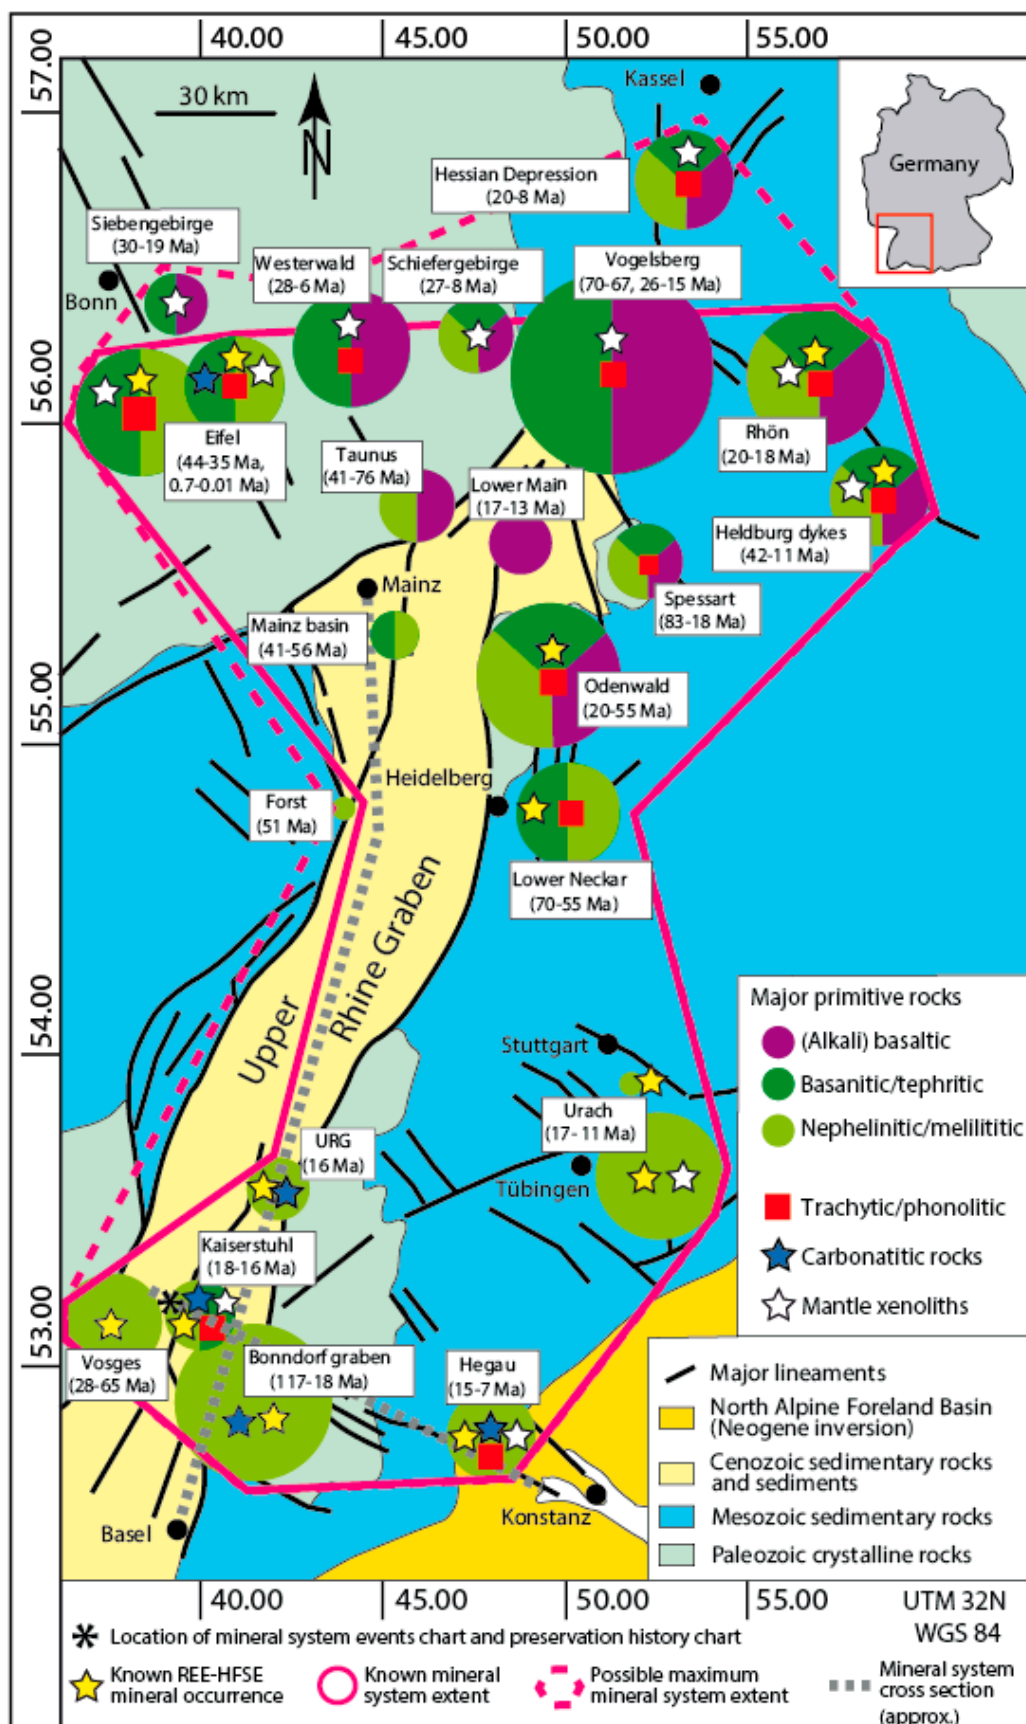 40.00
45.00
50.00
55.00
57.00
56.00
55.00
54.00
53.00
30 km
N
Kassel
Germany
Hessian Depression
(20-8 Ma)
Siebengebirge
(30-19 Ma)
Bonn
Westerwald
(28-6 Ma)
Schiefergebirge
(27-8 Ma)
Vogelsberg
(70-67, 26-15 Ma)
Eifel
(44-35 Ma,
0.7-0.01 Ma)
Taunus
(41-76 Ma)
Lower Main
(17-13 Ma)
Rhön
(20-18 Ma)
Heldburg dykes
(42-11 Ma)
Mainz
Mainz basin
(41-56 Ma)
Spessart
(83-18 Ma)
Odenwald
(20-55 Ma)
Heidelberg
Forst
(51 Ma)
Lower Neckar
(70-55 Ma)
Upper
Rhine Graben
Stuttgart
Urach
(17-11 Ma)
Tübingen
URG
(16 Ma)
Kaiserstuhl
(18-16 Ma)
Vosges
(28-65 Ma)
Bonndorf graben
(117-18 Ma)
Hegau
(15-7 Ma)
Basel
Konstanz
Major primitive rocks
(Alkali) basaltic
Basanitic/tephritic
Nephelinitic/melilititic
Trachytic/phonolitic
Carbonatitic rocks
Mantle xenoliths
Major lineaments
North Alpine Foreland Basin
(Neogene inversion)
Cenozoic sedimentary rocks
and sediments
Mesozoic sedimentary rocks
Paleozoic crystalline rocks
40.00
45.00
50.00
55.00
UTM 32N
WGS 84
Location of mineral system events chart and preservation history chart
Known REE-HFSE
mineral occurrence
Known mineral
system extent
Possible maximum
mineral system extent
Mineral system
cross section
(approx.)